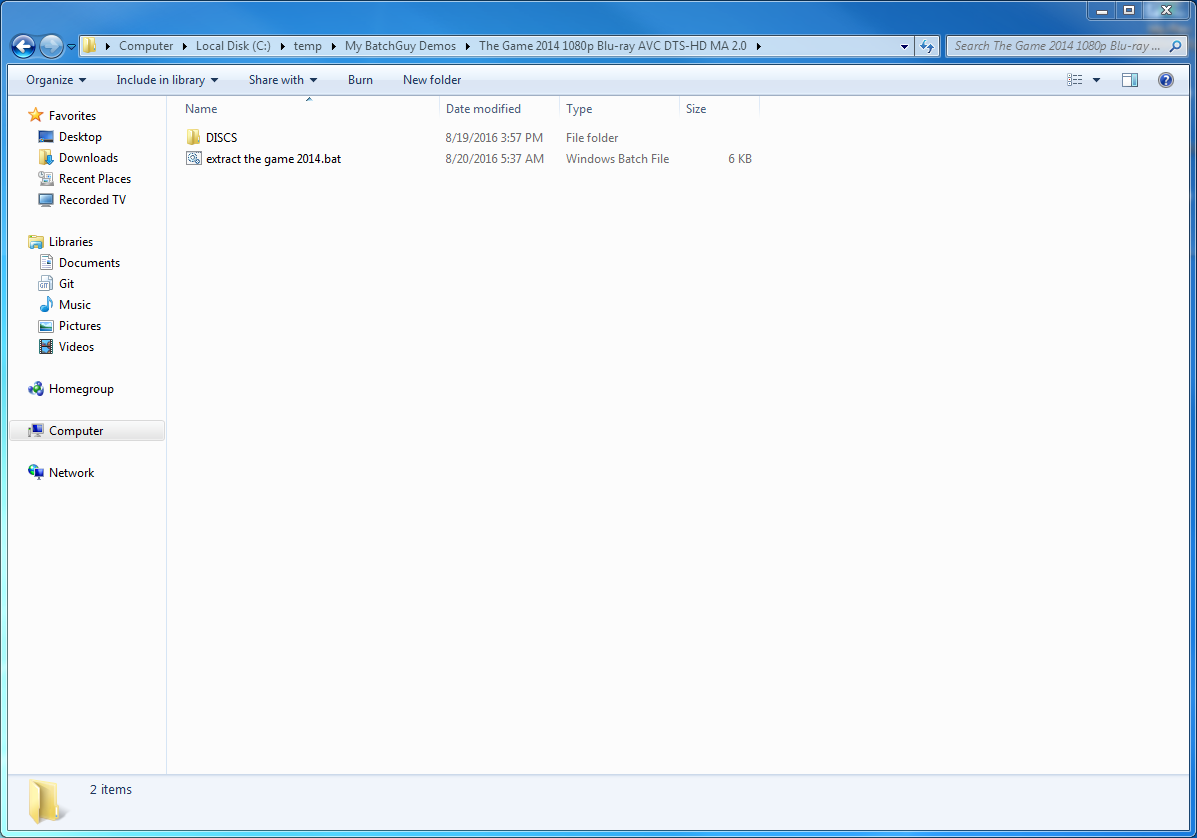 Computer Local Disk (C:) temp My BatchGuy Demos The Game 2014 1080p Blu-ray AVC DTS-HD MA 2.0 Search The Game 2014 1080p Blu-ray ...
Organize Include in library Share with Burn New folder
Name Date modified Type Size
DISCS 8/19/2016 3:57 PM File folder
extract the game 2014.bat 8/20/2016 5:37 AM Windows Batch File 6 KB
Favorites
Desktop
Downloads
Recent Places
Recorded TV
Libraries
Documents
Git
Music
Pictures
Videos
Homegroup
Computer
Network
2 items